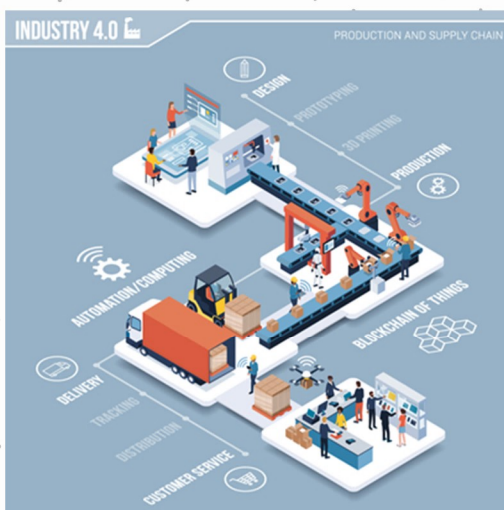 INDUSTRY 4.0
PRODUCTION AND SUPPLY CHAIN
DESIGN
PROTOTYPING
3D PRINTING
PRODUCTION
AUTOMATION/COMPUTING
BLOCKCHAIN OF THINGS
DELIVERY
TRACKING
DISTRIBUTION
CUSTOMER SERVICE